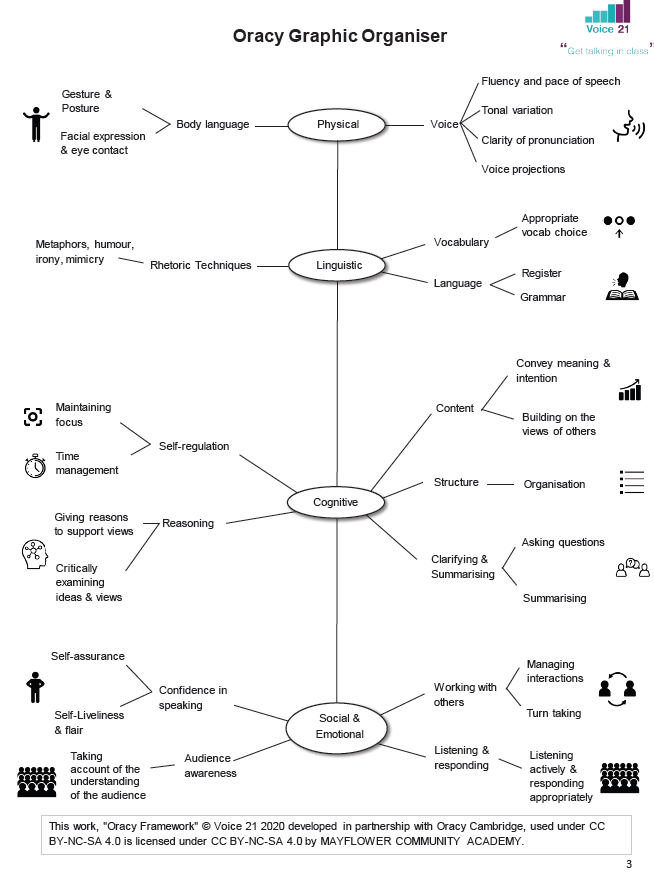 Oracy Graphic Organiser
Voice 21
“Get talking in class”
Gesture &
Posture
Facial expression
& eye contact
Body language
Physical
Voice
Fluency and pace of speech
Tonal variation
Clarity of pronunciation
Voice projections
Metaphors, humour,
irony, mimicry
Rhetoric Techniques
Linguistic
Vocabulary
Appropriate
vocab choice
Language
Register
Grammar
Maintaining
focus
Time
management
Self-regulation
Giving reasons
to support views
Critically
examining
ideas & views
Reasoning
Cognitive
Content
Convey meaning &
intention
Building on the
views of others
Structure
Organisation
Clarifying &
Summarising
Asking questions
Summarising
Self-assurance
Self-Liveliness
& flair
Confidence in
speaking
Taking
account of the
understanding
of the audience
Audience
awareness
Social &
Emotional
Working with
others
Managing
interactions
Turn taking
Listening &
responding
Listening
actively &
responding
appropriately
This work, "Oracy Framework" © Voice 21 2020 developed in partnership with Oracy Cambridge, used under CC
BY-NC-SA 4.0 is licensed under CC BY-NC-SA 4.0 by MAYFLOWER COMMUNITY ACADEMY.
3